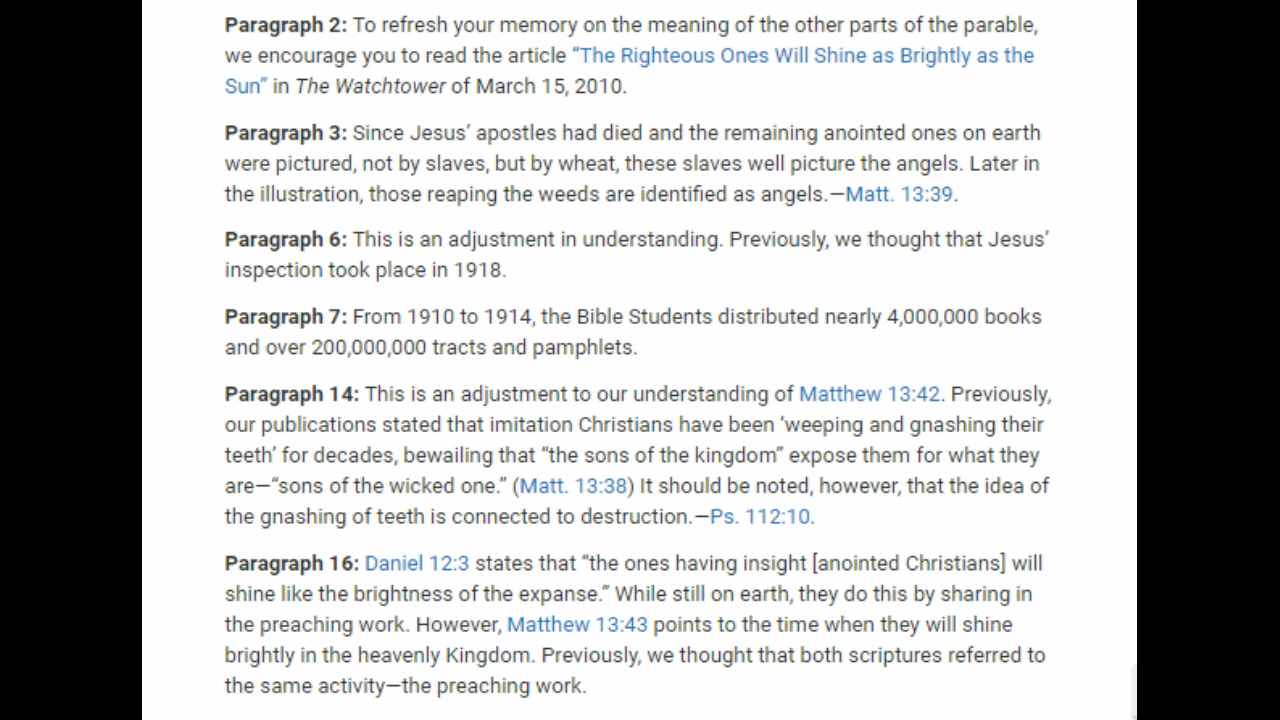 Paragraph 2: To refresh your memory on the meaning of the other parts of the parable,
we encourage you to read the article “The Righteous Ones Will Shine as Brightly as the
Sun” in The Watchtower of March 15, 2010.
Paragraph 3: Since Jesus’ apostles had died and the remaining anointed ones on earth
were pictured, not by slaves, but by wheat, these slaves well picture the angels. Later in
the illustration, those reaping the weeds are identified as angels.—Matt. 13:39.
Paragraph 6: This is an adjustment in understanding. Previously, we thought that Jesus’
inspection took place in 1918.
Paragraph 7: From 1910 to 1914, the Bible Students distributed nearly 4,000,000 books
and over 200,000,000 tracts and pamphlets.
Paragraph 14: This is an adjustment to our understanding of Matthew 13:42. Previously,
our publications stated that imitation Christians have been ‘weeping and gnashing their
teeth’ for decades, bewailing that “the sons of the kingdom” expose them for what they
are—“sons of the wicked one.” (Matt. 13:38) It should be noted, however, that the idea of
the gnashing of teeth is connected to destruction.—Ps. 112:10.
Paragraph 16: Daniel 12:3 states that “the ones having insight [anointed Christians] will
shine like the brightness of the expanse.” While still on earth, they do this by sharing in
the preaching work. However, Matthew 13:43 points to the time when they will shine
brightly in the heavenly Kingdom. Previously, we thought that both scriptures referred to
the same activity—the preaching work.